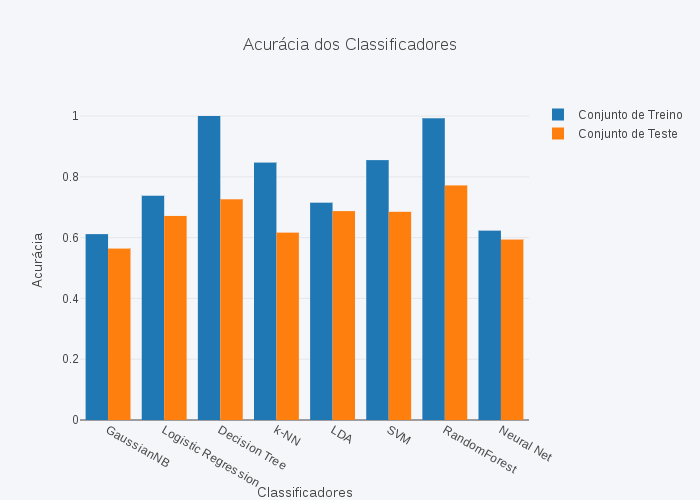 Acurácia dos Classificadores
Conjunto de Treino
Conjunto de Teste
Acurácia
1
0.8
0.6
0.4
0.2
0
GaussianNB
Logistic Regression
Decision Tree
k-NN
LDA
SVM
RandomForest
Neural Net
Classificadores